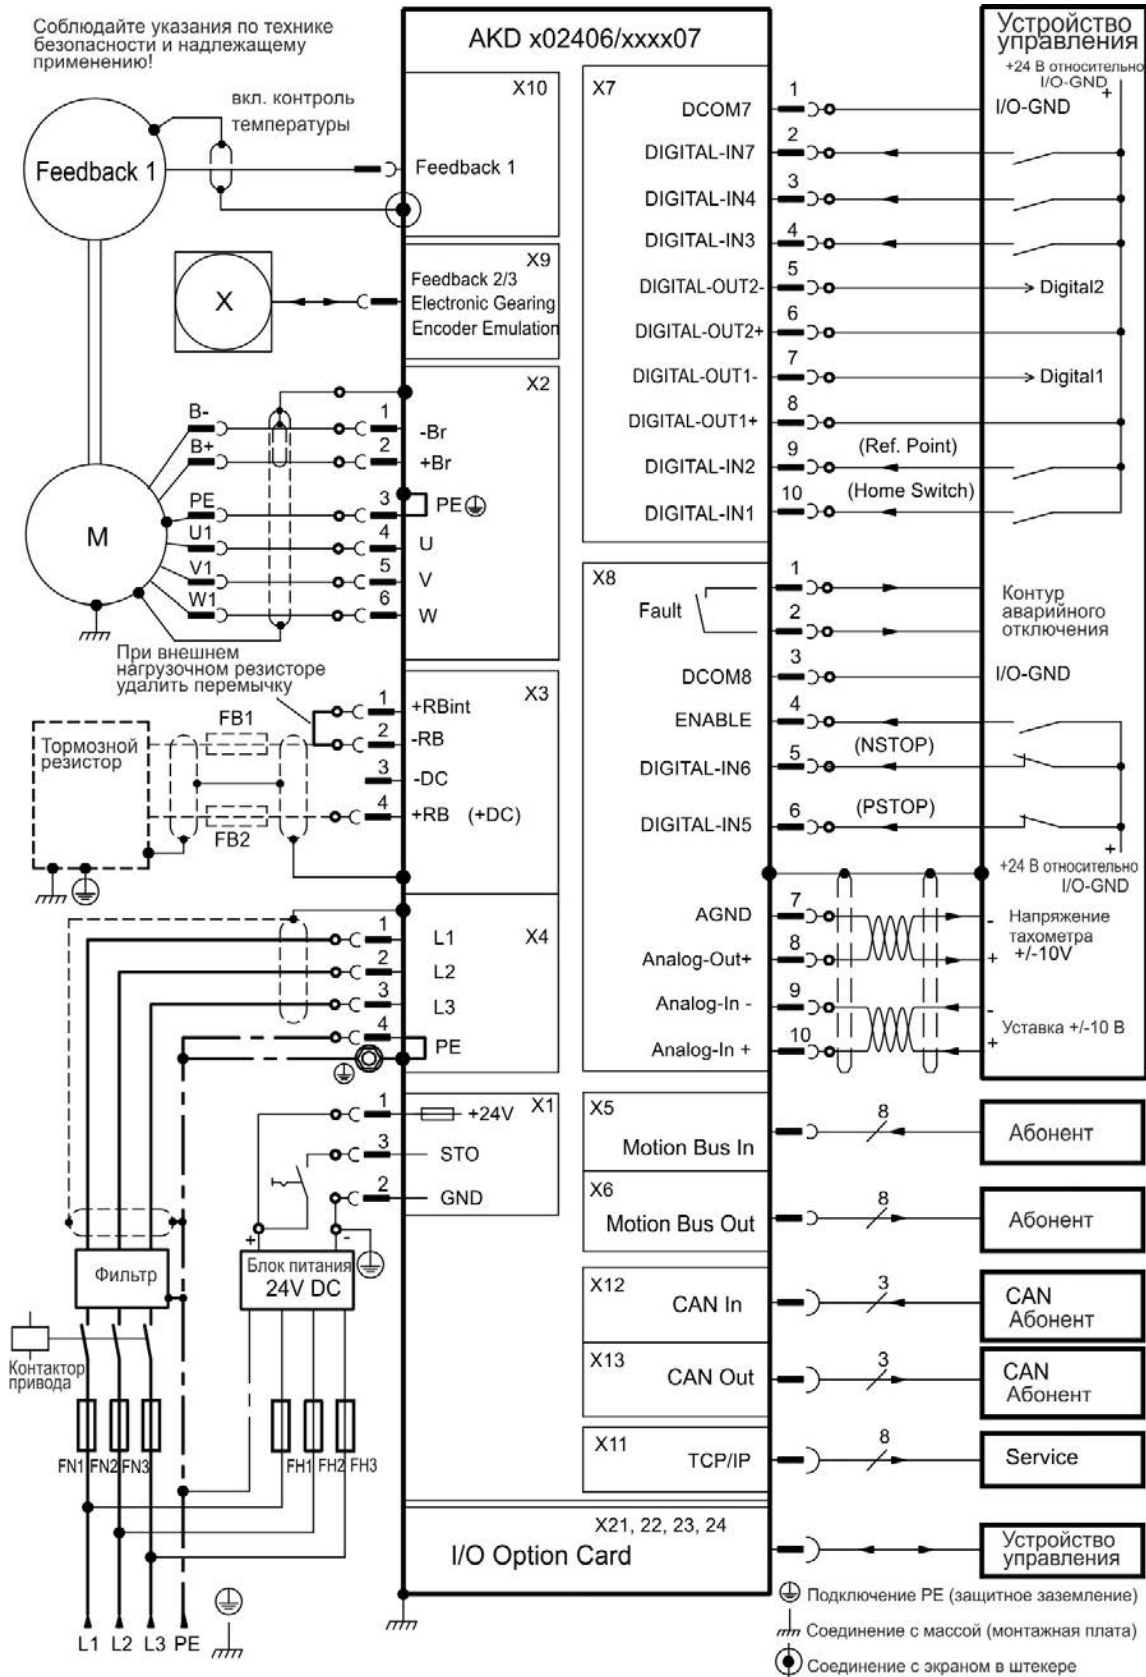 Соблюдайте указания по технике
безопасности и надлежащему
применению!
AKD x02406/xxxx07
Устройство
управления
+24 В относительно
I/O-GND
+
вкл. контроль
температуры
Feedback 1
X10
Feedback 1
X
X9
Feedback 2/3
Electronic Gearing
Encoder Emulation
X2
B-
1
-Br
B+
2
+Br
PE
3
PE
U1
4
U
V1
5
V
W1
6
W
M
При внешнем
нагрузочном резисторе
удалить перемычку
X3
1
+RBint
FB1
2
-RB
Тормозной
резистор
3
-DC
4
+RB (+DC)
FB2
X4
1
L1
2
L2
3
L3
4
PE
X1
1
+24V
3
STO
2
GND
+
-
Фильтр
Блок питания
24V DC
Контактор
привода
FN1
FN2
FN3
FH1
FH2
FH3
L1
L2
L3
PE
X7
DCOM7
1
I/O-GND
DIGITAL-IN7
2
DIGITAL-IN4
3
DIGITAL-IN3
4
DIGITAL-OUT2-
5
Digital2
DIGITAL-OUT2+
6
DIGITAL-OUT1-
7
Digital1
DIGITAL-OUT1+
8
DIGITAL-IN2
9
(Ref. Point)
DIGITAL-IN1
10
(Home Switch)
X8
Fault
1
2
Контур
аварийного
отключения
DCOM8
3
I/O-GND
ENABLE
4
DIGITAL-IN6
5
(NSTOP)
DIGITAL-IN5
6
(PSTOP)
+
+24 В относительно
I/O-GND
AGND
7
-
Напряжение
тахометра
+/-10V
Analog-Out+
8
+
Analog-In -
9
-
Уставка +/-10 В
Analog-In +
10
+
X5
Motion Bus In
8
Абонент
X6
Motion Bus Out
8
Абонент
X12
CAN In
3
CAN
Абонент
X13
CAN Out
3
CAN
Абонент
X11
TCP/IP
8
Service
X21, 22, 23, 24
I/O Option Card
Устройство
управления
Подключение PE (защитное заземление)
Соединение с массой (монтажная плата)
Соединение с экраном в штекере